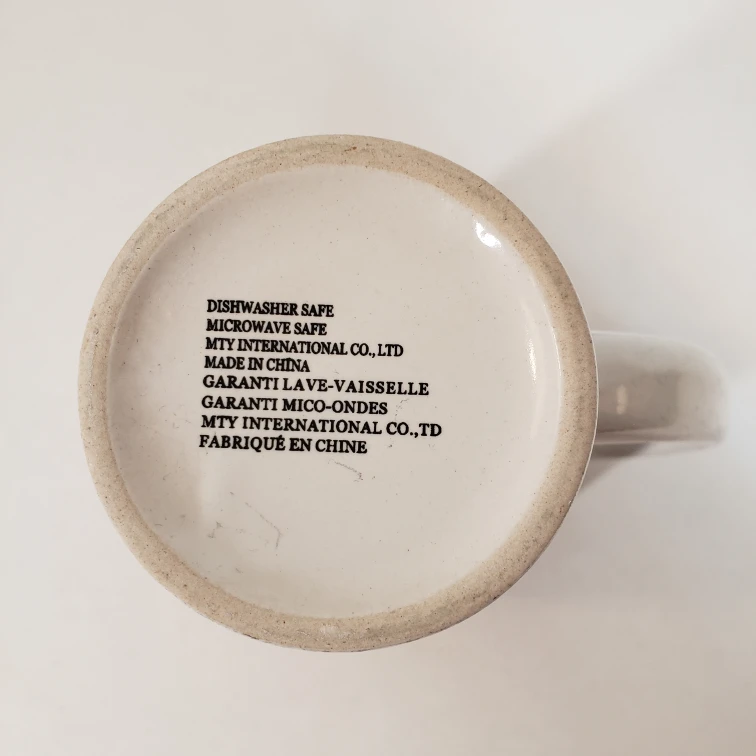 DISHWASHER SAFE
MICROWAVE SAFE
MTY INTERNATIONAL CO., LTD
MADE IN CHINA
GARANTI LAVE-VAISSELLE
GARANTI MICO-ONDES
MTY INTERNATIONAL CO.,TD
FABRIQUÉ EN CHINE